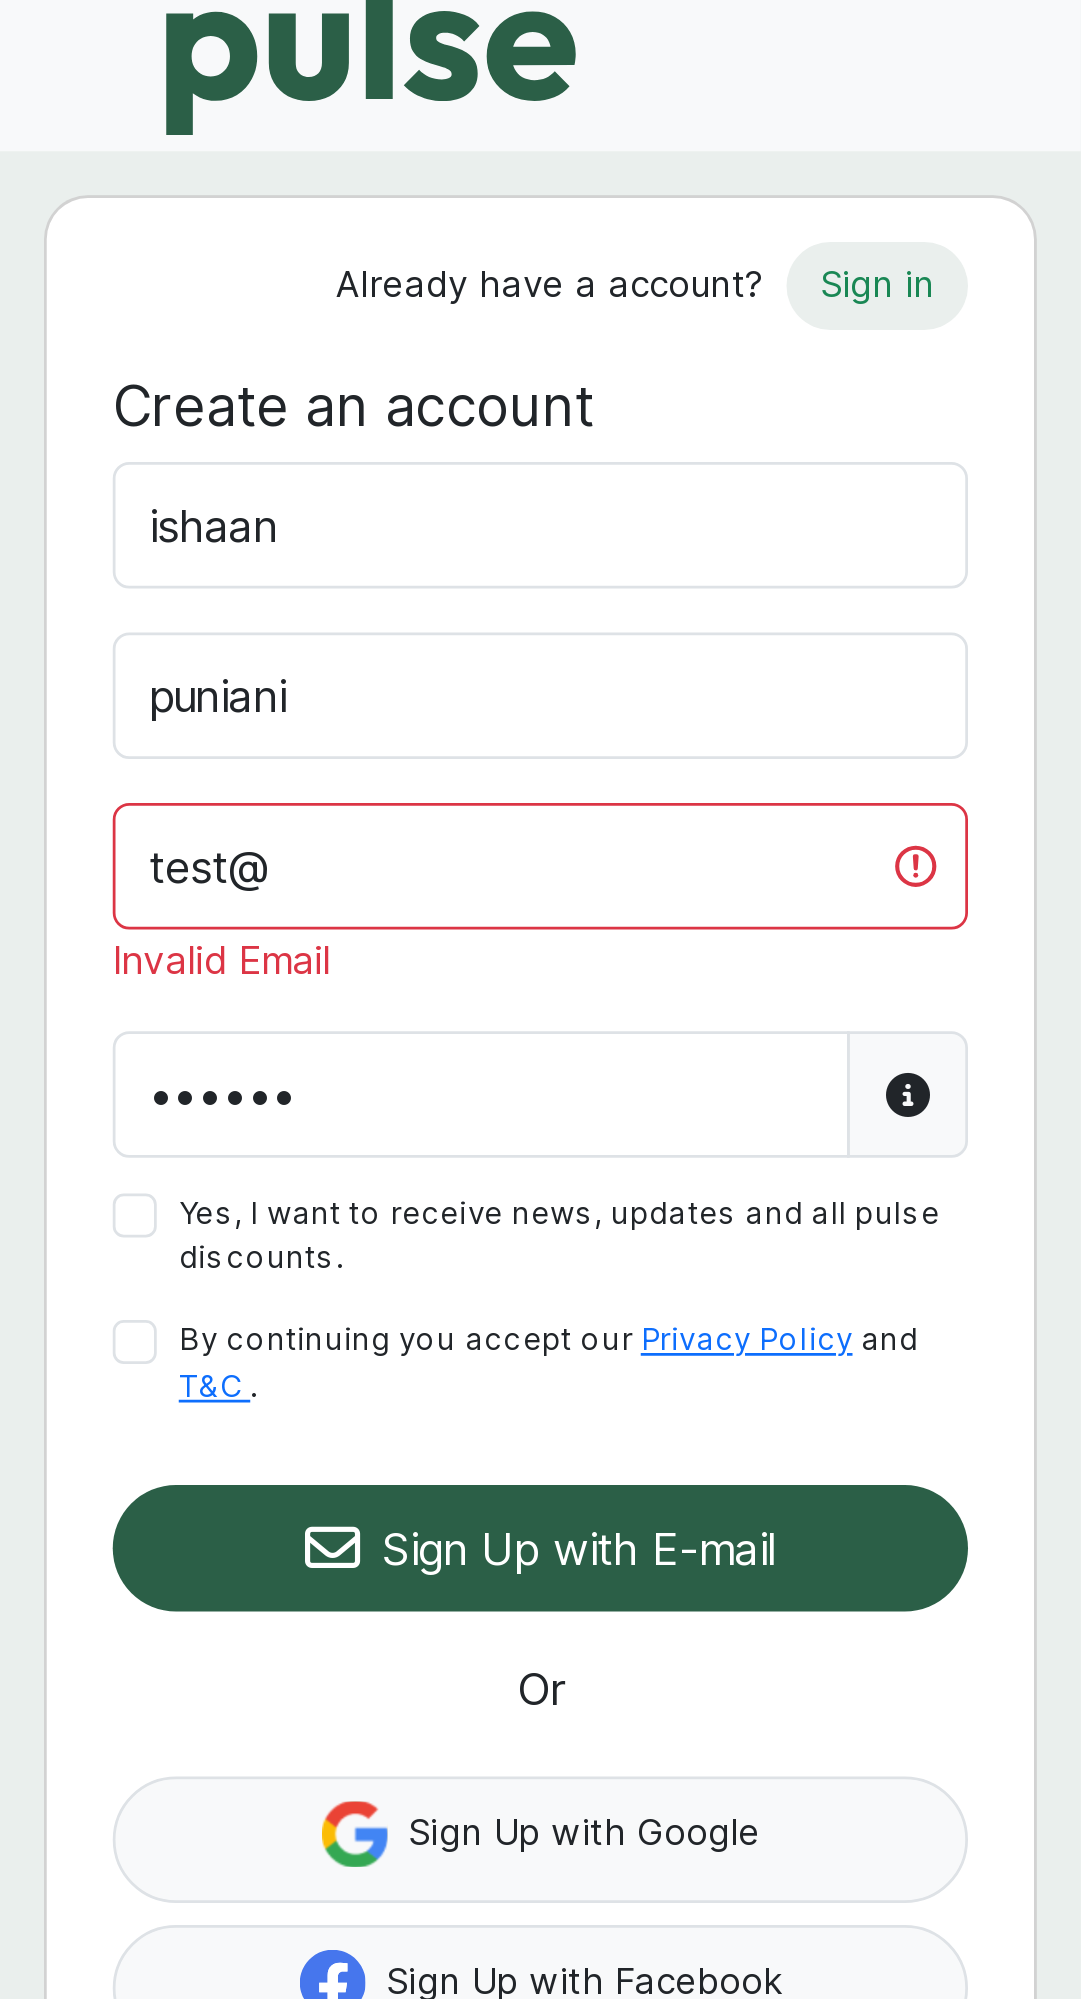 pulse
Already have a account? Sign in
Create an account
ishaan
puniani
test@
Invalid Email
••••••
Yes, I want to receive news, updates and all pulse
discounts.
By continuing you accept our Privacy Policy and
T&C .
Sign Up with E-mail
Or
Sign Up with Google
Sign Up with Facebook